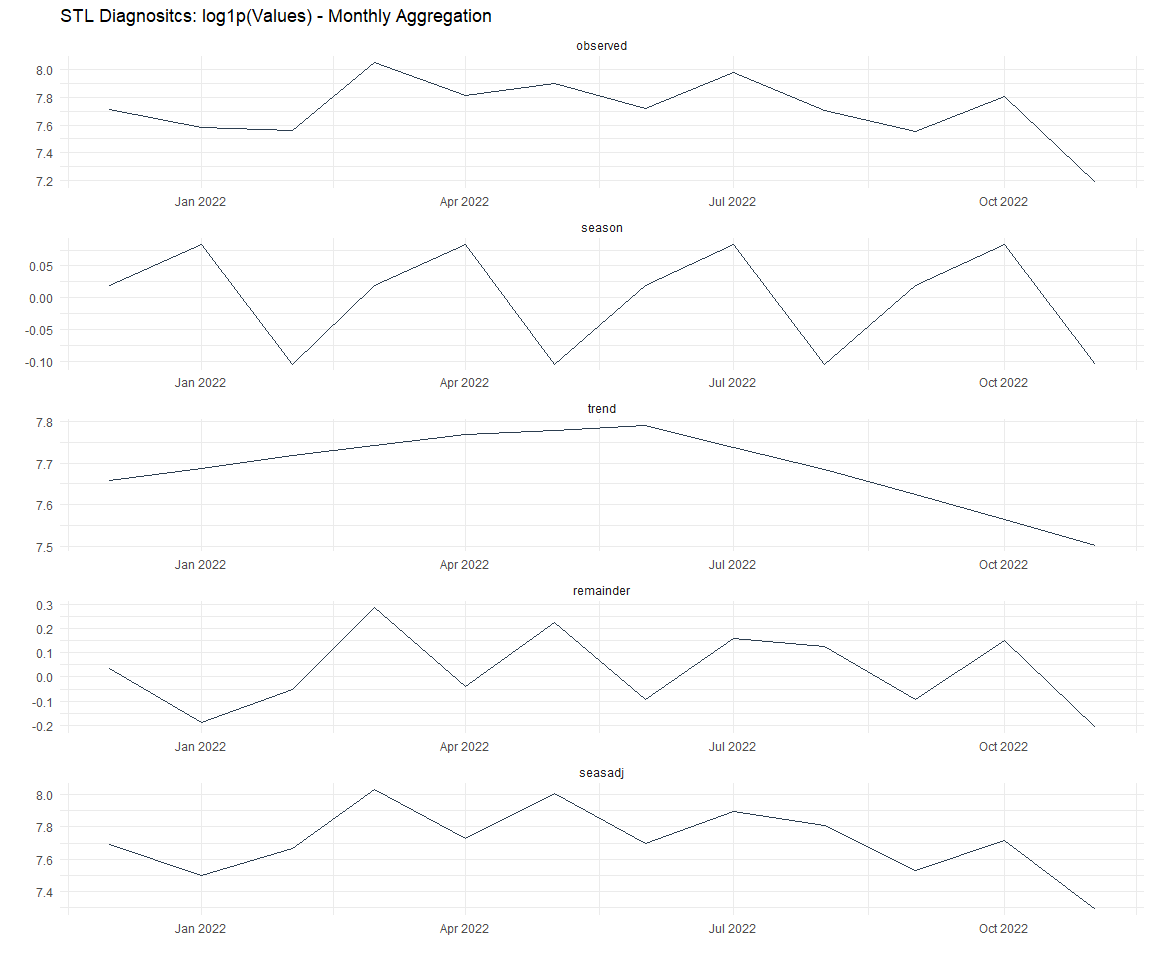 STL Diagnositcs: log1p(Values) - Monthly Aggregation
observed
8.0
7.8
7.6
7.4
7.2
Jan 2022 Apr 2022 Jul 2022 Oct 2022
season
0.05
0.00
-0.05
-0.10
Jan 2022 Apr 2022 Jul 2022 Oct 2022
trend
7.8
7.7
7.6
7.5
Jan 2022 Apr 2022 Jul 2022 Oct 2022
remainder
0.3
0.2
0.1
0.0
-0.1
-0.2
Jan 2022 Apr 2022 Jul 2022 Oct 2022
seasadj
8.0
7.8
7.6
7.4
Jan 2022 Apr 2022 Jul 2022 Oct 2022